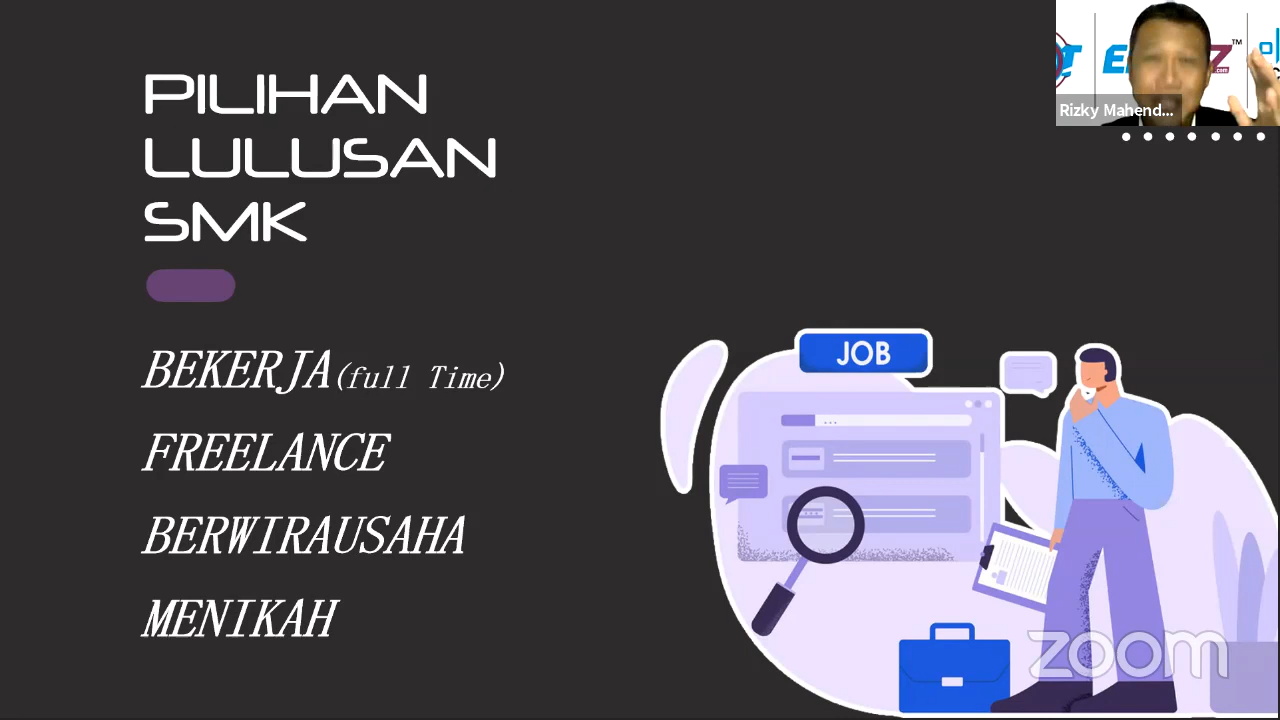 PILIHAN
LULUSAN
SMK
BEKERJA(full Time)
FREELANCE
BERWIRAUSAHA
MENIKAH
JOB
Rizky Mahend...
zoom